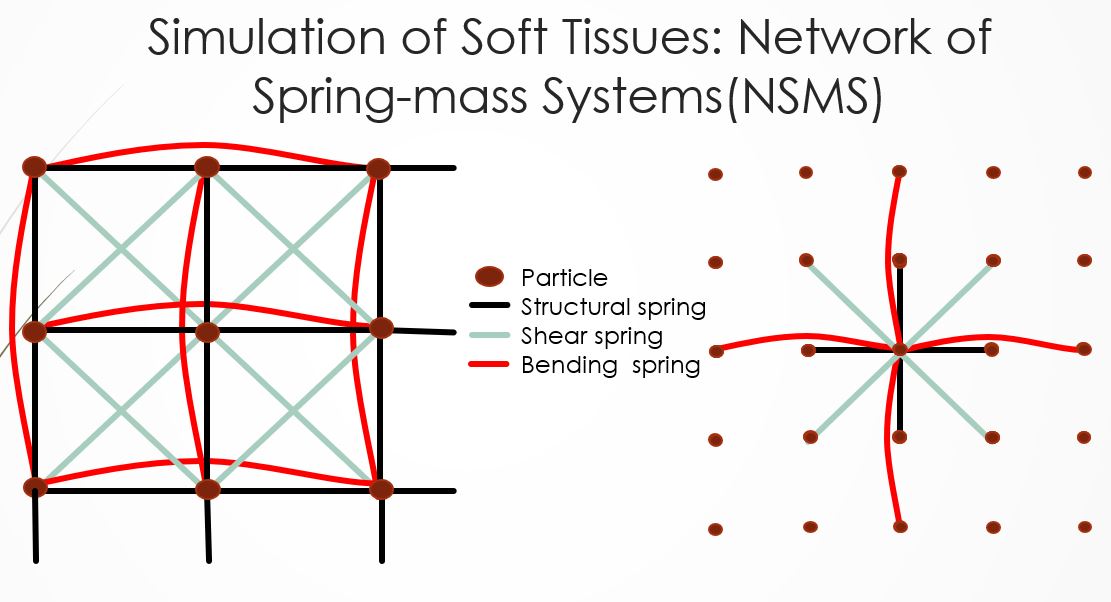 Simulation of Soft Tissues: Network of
Spring-mass Systems(NSMS)
Particle
Structural spring
Shear spring
Bending spring